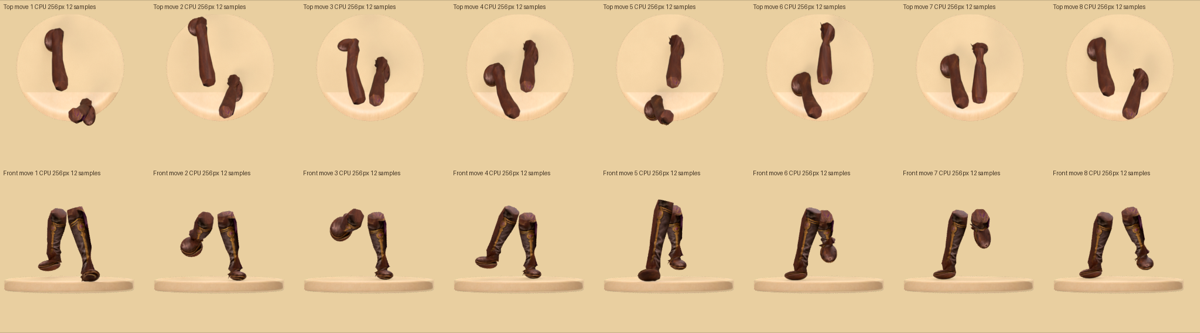 Top move 1 CPU 256px 12 samples
Top move 2 CPU 256px 12 samples
Top move 3 CPU 256px 12 samples
Top move 4 CPU 256px 12 samples
Top move 5 CPU 256px 12 samples
Top move 6 CPU 256px 12 samples
Top move 7 CPU 256px 12 samples
Top move 8 CPU 256px 12 samples
Front move 1 CPU 256px 12 samples
Front move 2 CPU 256px 12 samples
Front move 3 CPU 256px 12 samples
Front move 4 CPU 256px 12 samples
Front move 5 CPU 256px 12 samples
Front move 6 CPU 256px 12 samples
Front move 7 CPU 256px 12 samples
Front move 8 CPU 256px 12 samples